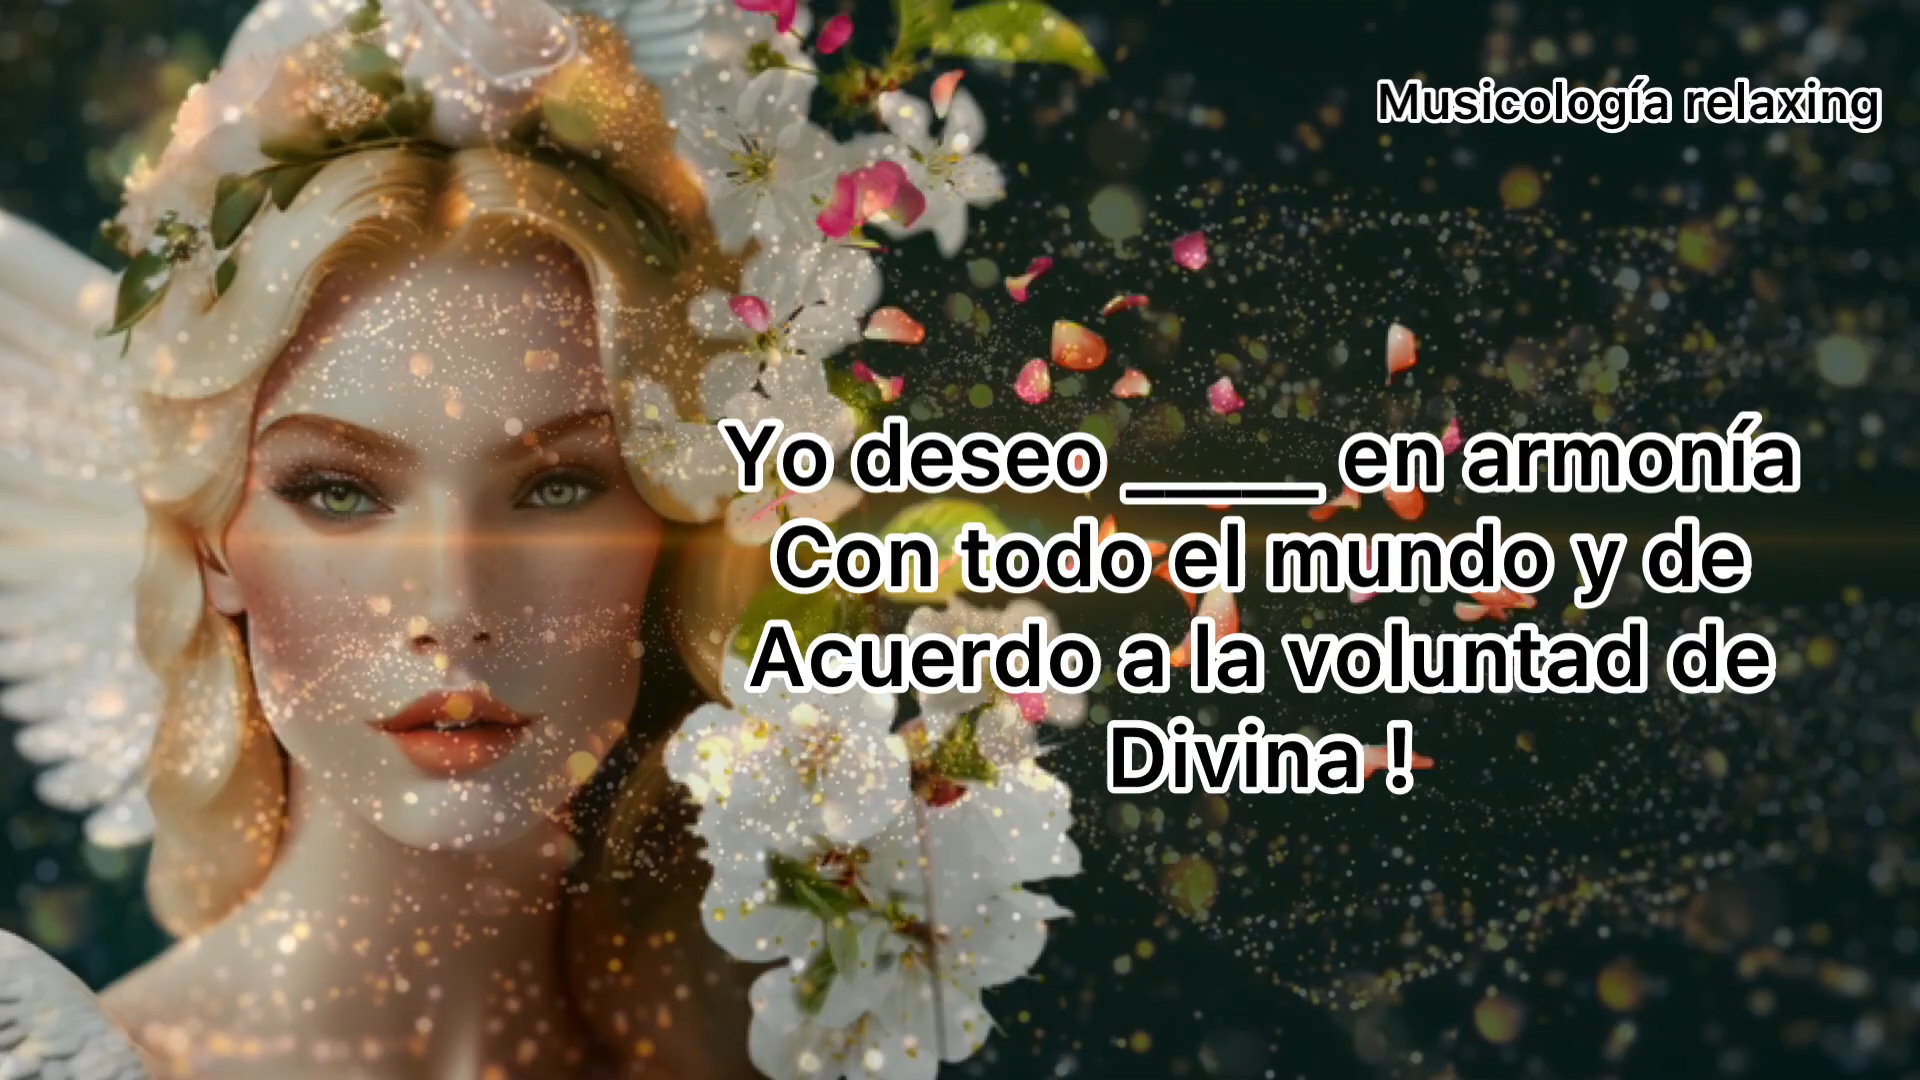 Musicología relaxing
Yo deseo _____ en armonía
Con todo el mundo y de
Acuerdo a la voluntad de
Divina !